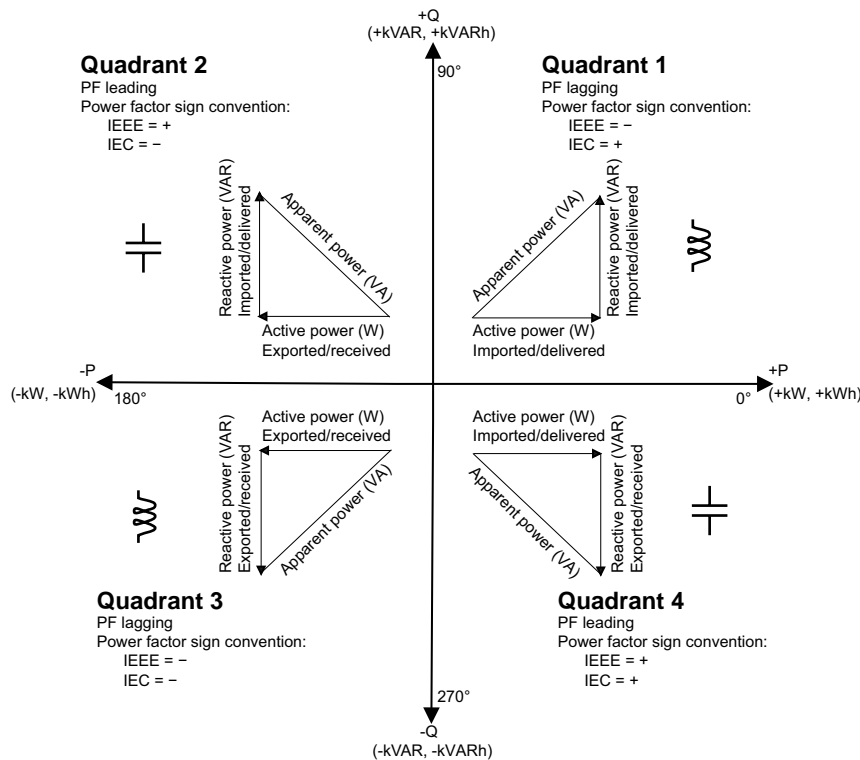 +Q
(+kVAR, +kVARh)
90°
Quadrant 2
PF leading
Power factor sign convention:
IEEE = +
IEC = −
Reactive power (VAR)
Imported/delivered
Apparent power (VA)
Active power (W)
Exported/received
Quadrant 1
PF lagging
Power factor sign convention:
IEEE = −
IEC = +
Apparent power (VA)
Reactive power (VAR)
Imported/delivered
Active power (W)
Imported/delivered
-P
(-kW, -kWh)
180°
+P
(+kW, +kWh)
0°
Active power (W)
Exported/received
Reactive power (VAR)
Exported/received
Apparent power (VA)
Quadrant 3
PF lagging
Power factor sign convention:
IEEE = −
IEC = −
Active power (W)
Imported/delivered
Apparent power (VA)
Reactive power (VAR)
Exported/received
Quadrant 4
PF leading
Power factor sign convention:
IEEE = +
IEC = +
270°
-Q
(-kVAR, -kVARh)